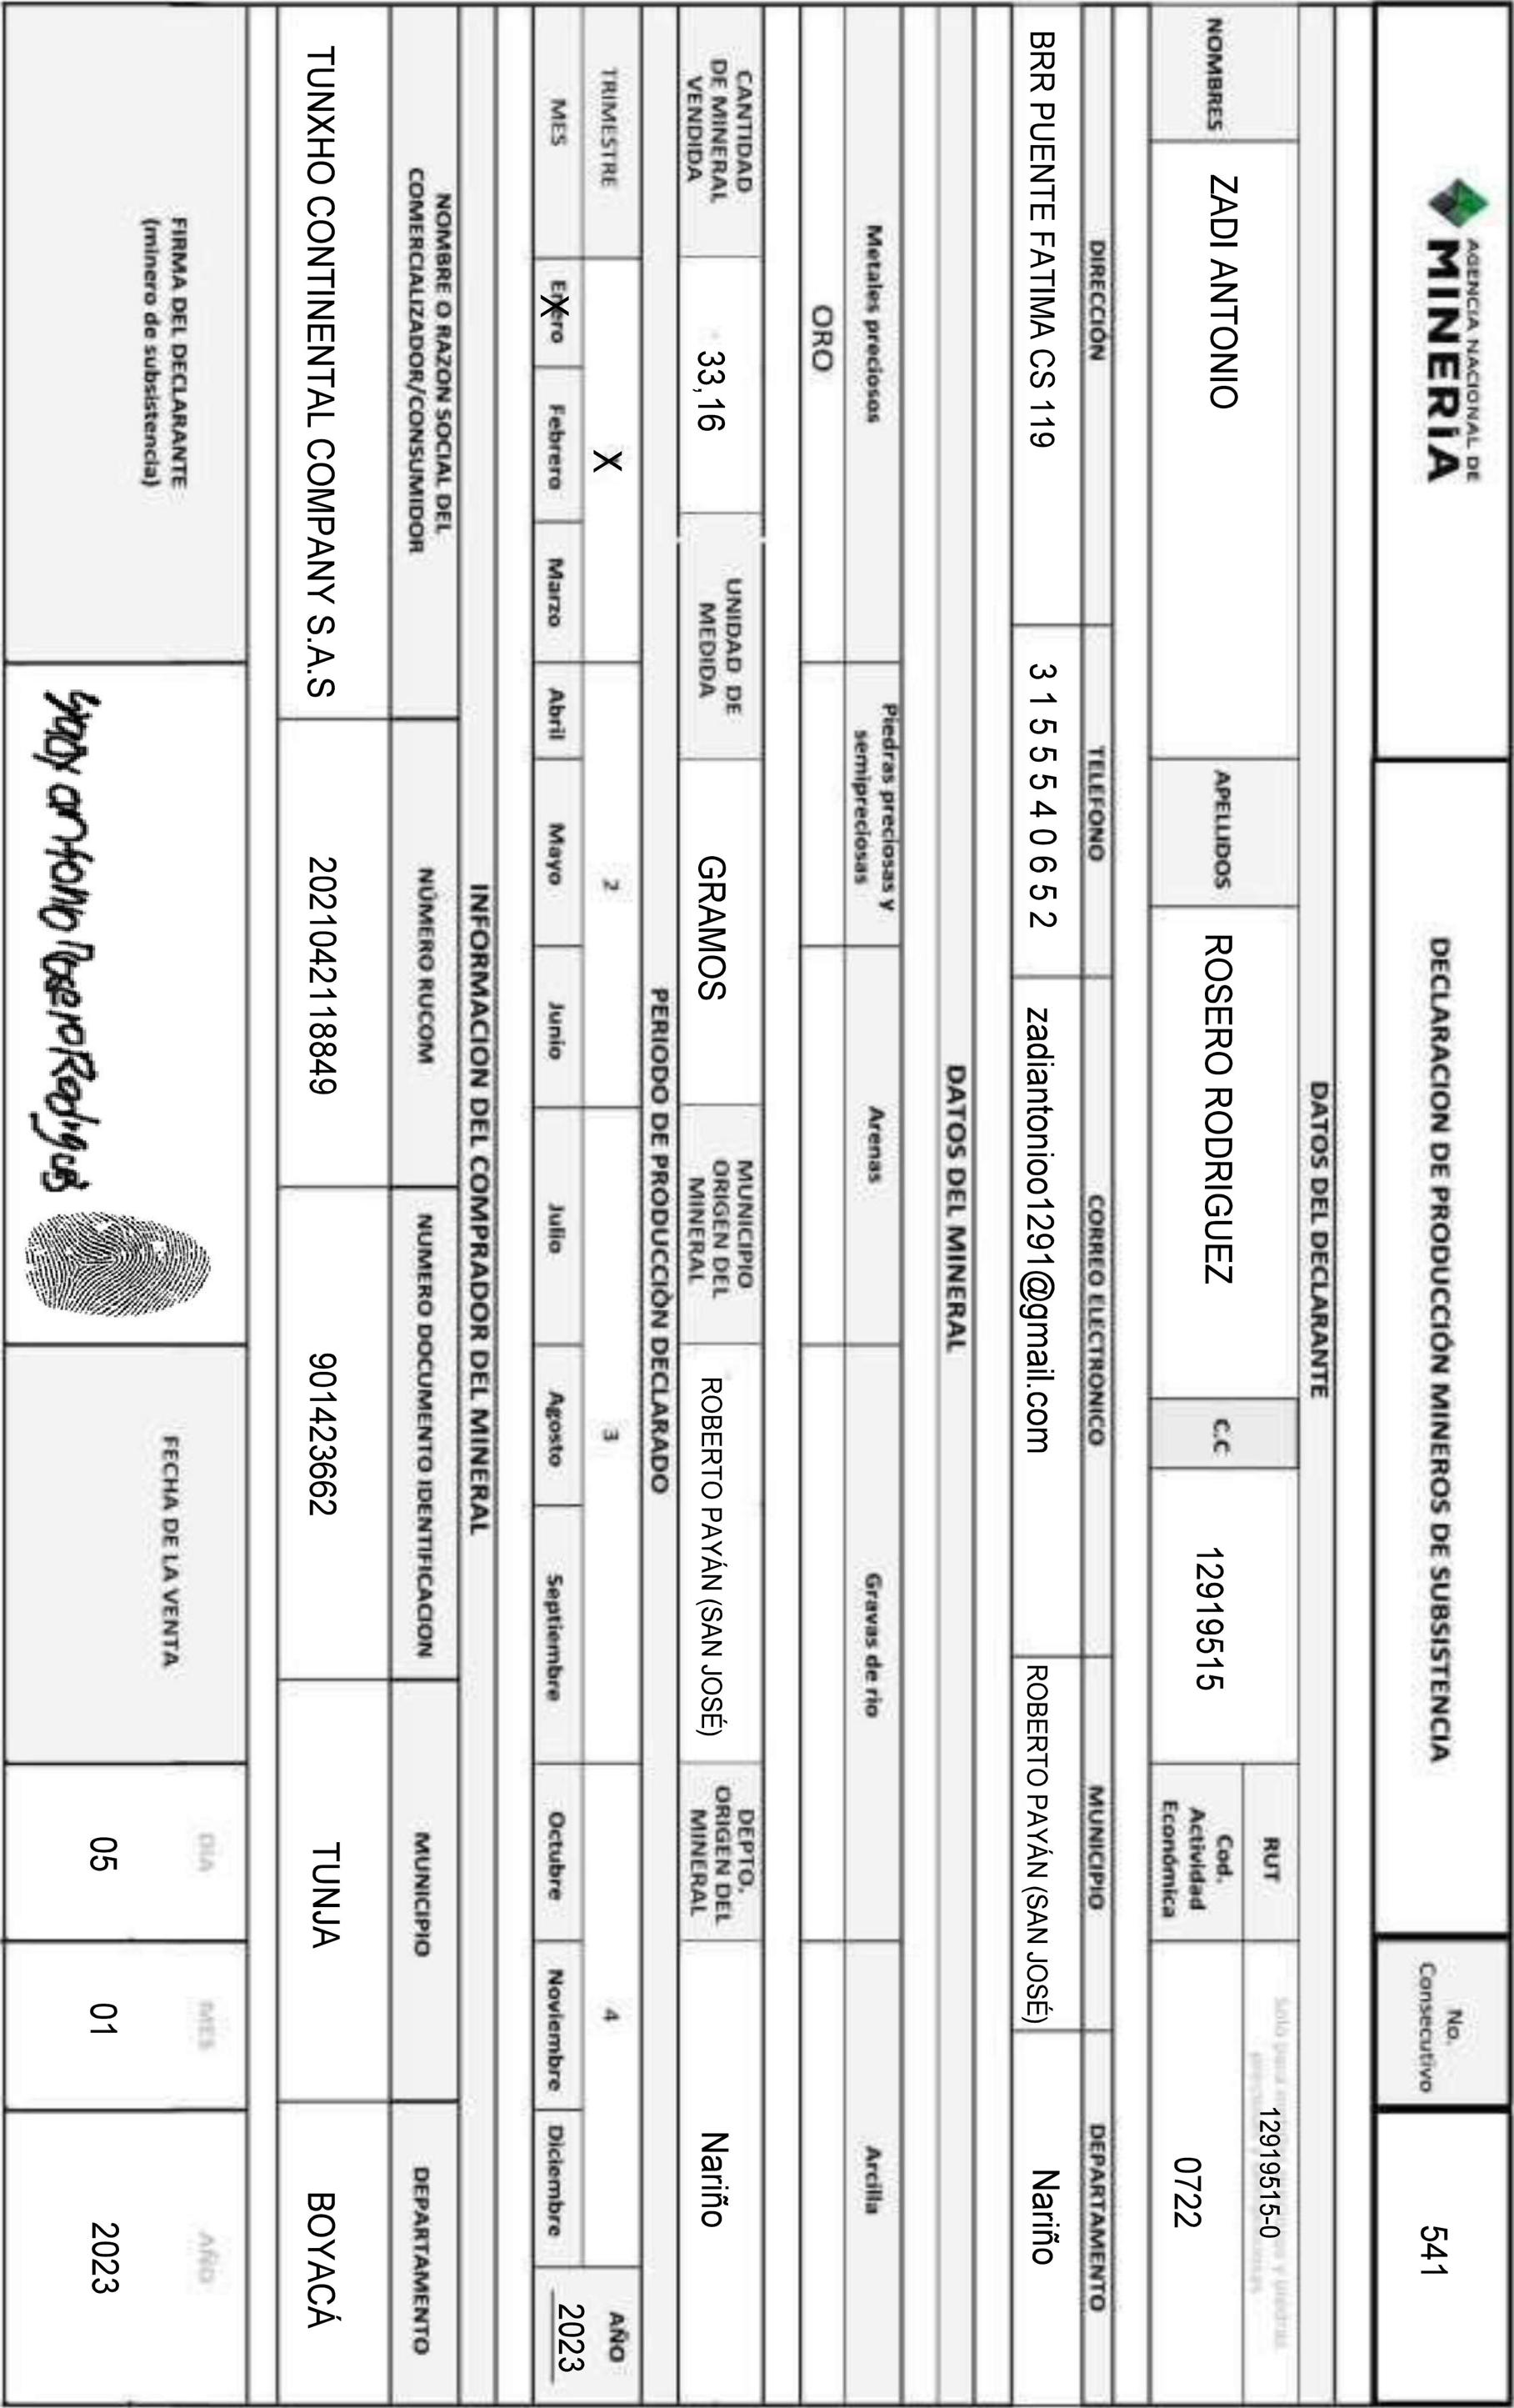 AGENCIA NACIONAL DE
MINERÍA
DECLARACION DE PRODUCCIÓN MINEROS DE SUBSISTENCIA
No.
Consecutivo
541
DATOS DEL DECLARANTE
NOMBRES
ZADI ANTONIO
APELLIDOS
ROSERO RODRIGUEZ
C.C
12919515
RUT
12919515-0
Cod.
Actividad
Económica
0722
DIRECCIÓN
TELEFONO
CORREO ELECTRONICO
MUNICIPIO
DEPARTAMENTO
BRR PUENTE FATIMA CS 119
3 1 5 5 5 4 0 6 5 2
zadiantonioo1291@gmail.com
ROBERTO PAYÁN (SAN JOSÉ)
Nariño
DATOS DEL MINERAL
Metales preciosos
Piedras preciosas y
semipreciosas
Arenas
Gravas de rio
Arcilla
ORO
CANTIDAD
DE MINERAL
VENDIDA
33,16
UNIDAD DE
MEDIDA
GRAMOS
MUNICIPIO
ORIGEN DEL
MINERAL
ROBERTO PAYÁN (SAN JOSÉ)
DEPTO.
ORIGEN DEL
MINERAL
Nariño
PERIODO DE PRODUCCIÒN DECLARADO
TRIMESTRE
X
2
3
4
AÑO
MES
Enero
X
Febrero
Marzo
Abril
Mayo
Junio
Julio
Agosto
Septiembre
Octubre
Noviembre
Diciembre
2023
INFORMACIÓN DEL COMPRADOR DEL MINERAL
NOMBRE O RAZON SOCIAL DEL
COMERCIALIZADOR/CONSUMIDOR
NÚMERO RUCOM
NUMERO DOCUMENTO IDENTIFICACION
MUNICIPIO
DEPARTAMENTO
TUNXHO CONTINENTAL COMPANY S.A.S
2021042118849
901423662
TUNJA
BOYACÁ
FIRMA DEL DECLARANTE
(minero de subsistencia)
antonio Rosero
FECHA DE LA VENTA
DÍA
MES
AÑO
05
01
2023